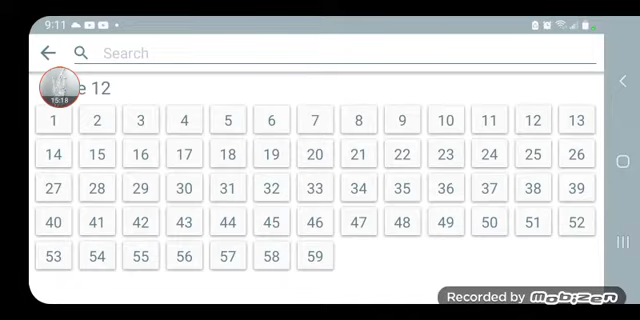 9:11
Search
e 12
15:18
1 2 3 4 5 6 7 8 9 10 11 12 13
14 15 16 17 18 19 20 21 22 23 24 25 26
27 28 29 30 31 32 33 34 35 36 37 38 39
40 41 42 43 44 45 46 47 48 49 50 51 52
53 54 55 56 57 58 59
Recorded by MOBIZEN